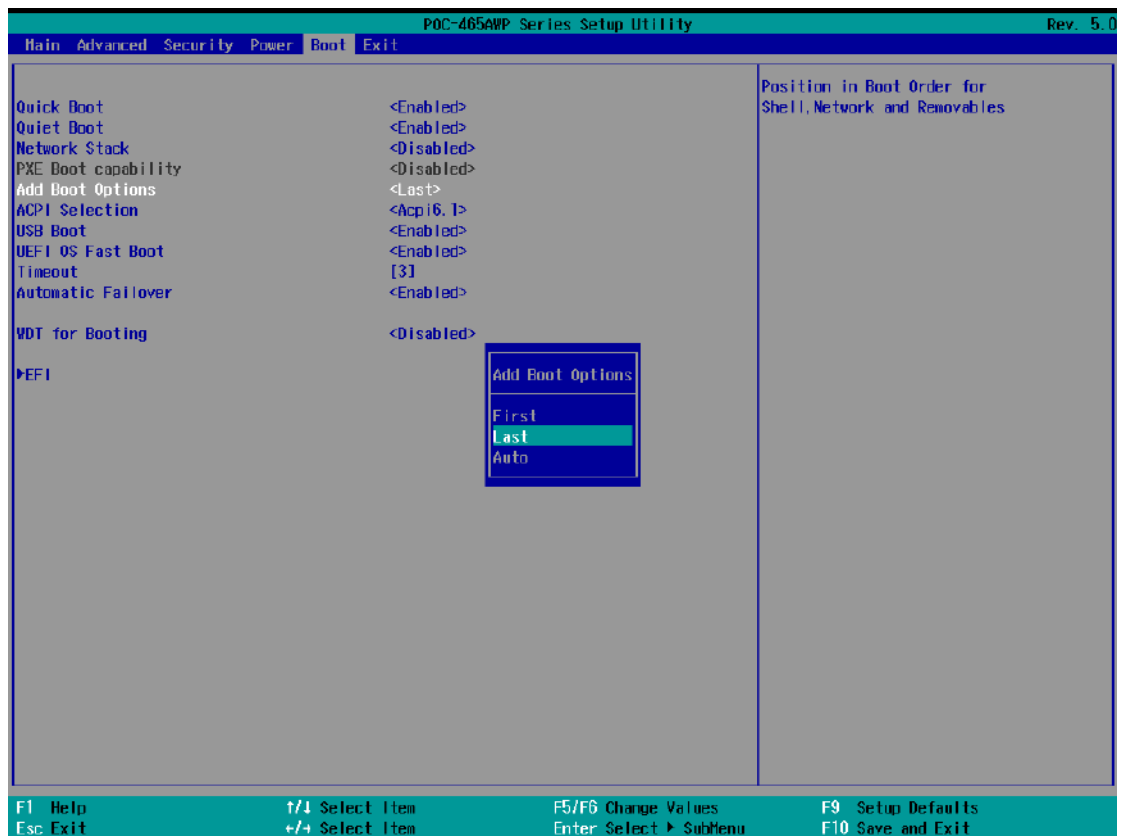 POC-465AWP Series Setup Utility Rev. 5.0
Main Advanced Security Power Boot Exit
Position in Boot Order for
Shell,Network and Removables
Quick Boot <Enabled>
Quiet Boot <Enabled>
Network Stack <Disabled>
PXE Boot capability <Disabled>
Add Boot Options <Last>
ACPI Selection <Acpi6.1>
USB Boot <Enabled>
UEFI OS Fast Boot <Enabled>
Timeout [3]
Automatic Failover <Enabled>
WDT for Booting <Disabled>
▶EFI
Add Boot Options
First
Last
Auto
F1 Help ↑/↓ Select Item F5/F6 Change Values F9 Setup Defaults
Esc Exit ←/→ Select Item Enter Select ▶ SubMenu F10 Save and Exit